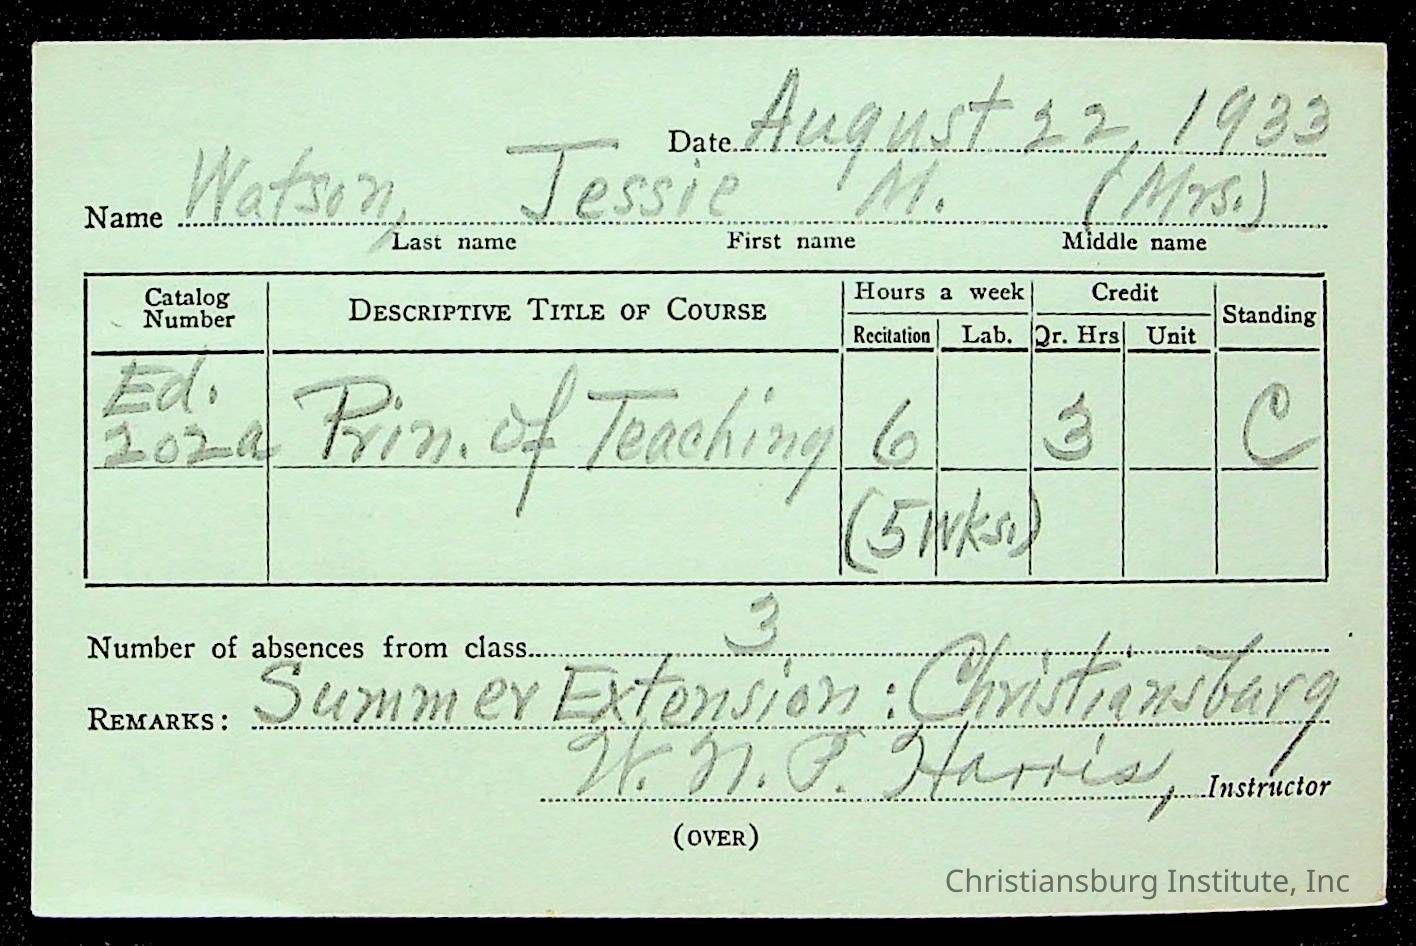 Date August 22, 1933
Name Watson, Jessie M. (Mrs.)
Last name First name Middle name
Catalog Number DESCRIPTIVE TITLE OF COURSE Hours a week Credit Standing
Recitation Lab. Qr. Hrs Unit
Ed. 202a Prin. of Teaching 6 3 C
(5 wks.)
Number of absences from class 3
REMARKS: Summer Extension: Christiansburg
W. N. P. Harris, Instructor
(OVER)
Christiansburg Institute, Inc